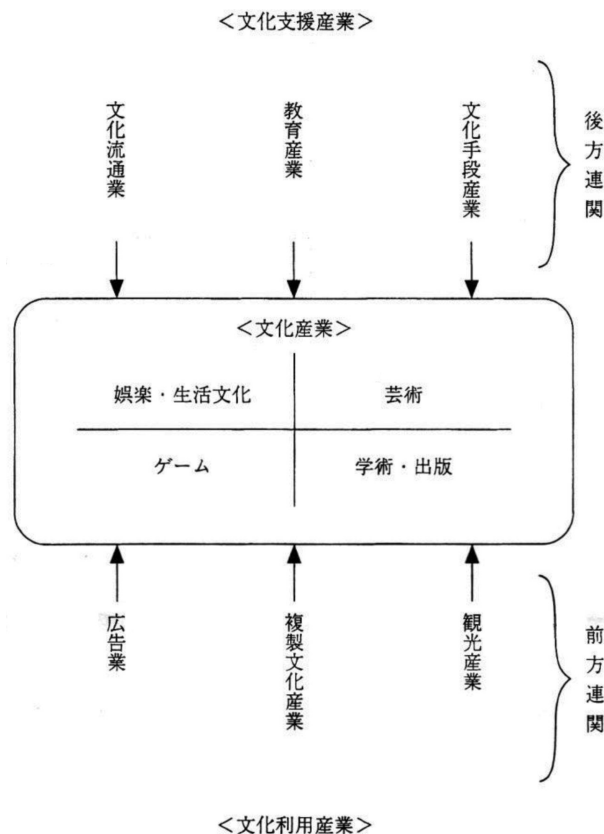 ＜文化支援産業＞
文化流通業
教育産業
文化手段産業
後方連関
＜文化産業＞
娯楽・生活文化
芸術
ゲーム
学術・出版
広告業
複製文化産業
観光産業
前方連関
＜文化利用産業＞